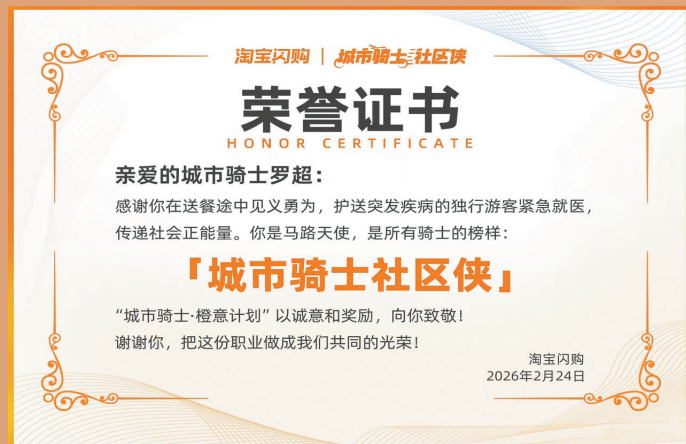 淘宝闪购 | 城市骑士 社区侠
荣誉证书
HONOR CERTIFICATE
亲爱的城市骑士罗超：
感谢你在送餐途中见义勇为，护送突发疾病的独行游客紧急就医，
传递社会正能量。你是马路天使，是所有骑士的榜样：
「城市骑士社区侠」
“城市骑士·橙意计划”以诚意和奖励，向你致敬！
谢谢你，把这份职业做成我们共同的光荣！
淘宝闪购
2026年2月24日